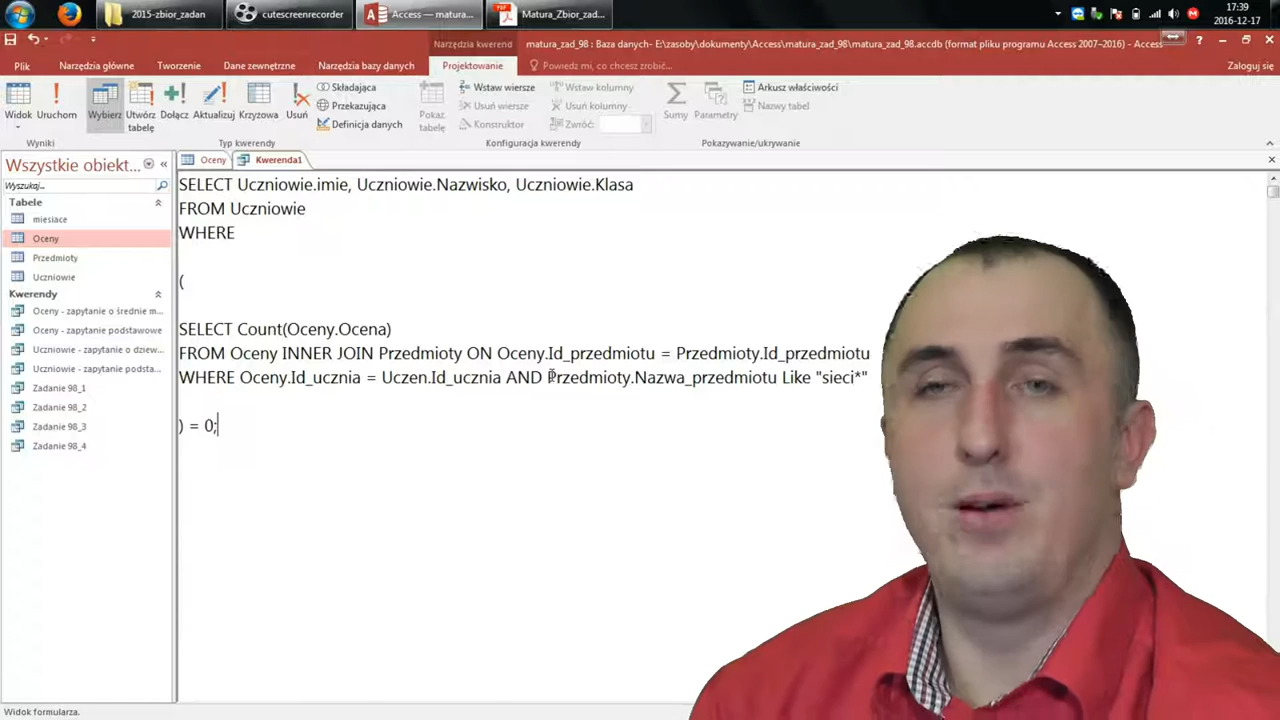 2015-zbior_zadan
cutescreenrecorder
Access — matura...
Matura_Zbior_zad...
17:39
2016-12-17
Narzędzia kwerend
matura_zad_98 : Baza danych- E:\zasoby\dokumenty\Access\matura_zad_98\matura_zad_98.accdb (format pliku programu Access 2007–2016) - Access
Plik
Narzędzia główne
Tworzenie
Dane zewnętrzne
Narzędzia bazy danych
Projektowanie
Powiedz mi, co chcesz zrobić...
Zaloguj się
Widok
Uruchom
Wybierz
Utwórz tabelę
Dołącz
Aktualizuj
Krzyżowa
Usuń
Składająca
Przekazująca
Definicja danych
Pokaż tabelę
Wstaw wiersze
Usuń wiersze
Konstruktor
Wstaw kolumny
Usuń kolumny
Zwróć:
Sumy
Parametry
Arkusz właściwości
Nazwy tabel
Wyniki
Typ kwerendy
Konfiguracja kwerendy
Pokazywanie/ukrywanie
Wszystkie obiekt...
Wyszukaj...
Tabele
miesiace
Oceny
Przedmioty
Uczniowie
Kwerendy
Oceny - zapytanie o średnie m...
Oceny - zapytanie podstawowe
Uczniowie - zapytanie o dziew...
Uczniowie - zapytanie podsta...
Zadanie 98_1
Zadanie 98_2
Zadanie 98_3
Zadanie 98_4
Oceny
Kwerenda1
SELECT Uczniowie.imie, Uczniowie.Nazwisko, Uczniowie.Klasa
FROM Uczniowie
WHERE
(
SELECT Count(Oceny.Ocena)
FROM Oceny INNER JOIN Przedmioty ON Oceny.Id_przedmiotu = Przedmioty.Id_przedmiotu
WHERE Oceny.Id_ucznia = Uczen.Id_ucznia AND Przedmioty.Nazwa_przedmiotu Like "sieci*"
) = 0;
Widok formularza.